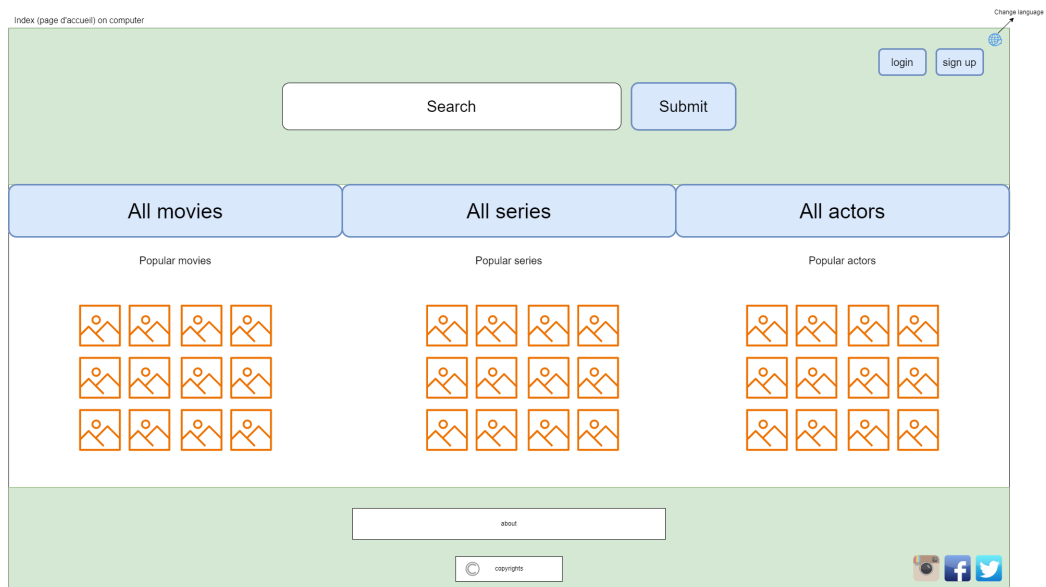 Change language
Index (page d'accueil) on computer
login
sign up
Search
Submit
All movies
All series
All actors
Popular movies
Popular series
Popular actors
about
© copyrights